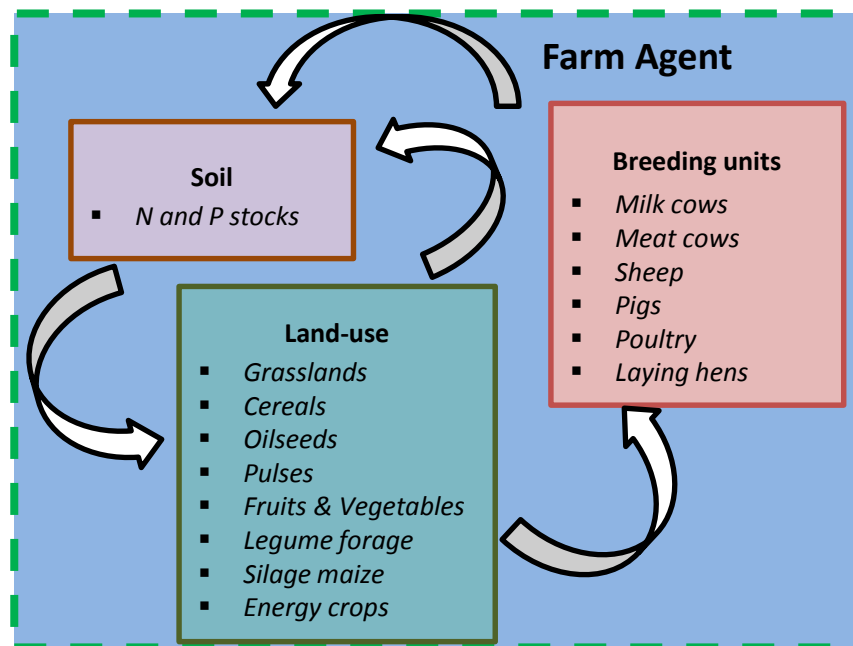 Farm Agent
Soil
▪ N and P stocks
Breeding units
▪ Milk cows
▪ Meat cows
▪ Sheep
▪ Pigs
▪ Poultry
▪ Laying hens
Land-use
▪ Grasslands
▪ Cereals
▪ Oilseeds
▪ Pulses
▪ Fruits & Vegetables
▪ Legume forage
▪ Silage maize
▪ Energy crops